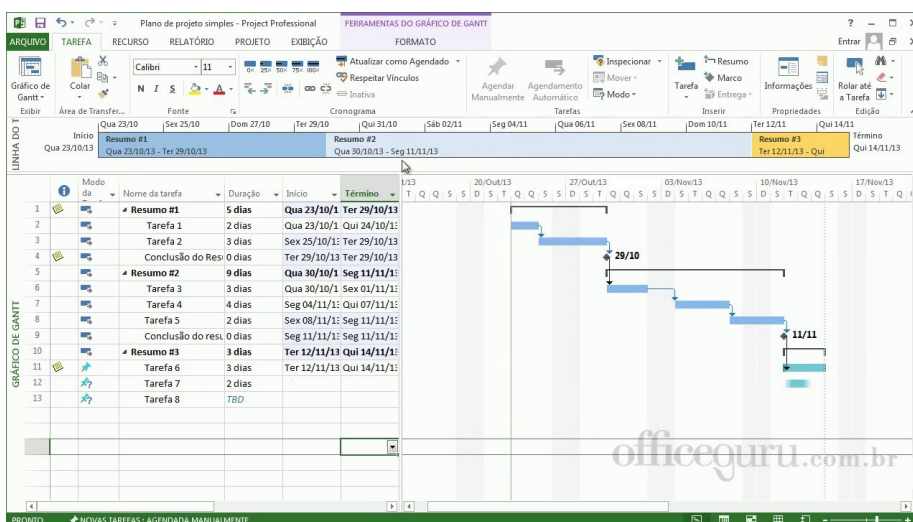 Plano de projeto simples - Project Professional
FERRAMENTAS DO GRÁFICO DE GANTT
ARQUIVO TAREFA RECURSO RELATÓRIO PROJETO EXIBIÇÃO FORMATO Entrar
Gráfico de Gantt
Colar
Calibri 11
N I S
0× 25× 50× 75× 100×
Atualizar como Agendado
Respeitar Vínculos
Inativa
Agendar Manualmente
Agendamento Automático
Inspecionar
Mover
Modo
Tarefa
Resumo
Marco
Entrega
Informações
Rolar até a Tarefa
Exibir Área de Transfer... Fonte Cronograma Tarefas Inserir Propriedades Edição
LINHA DO T
Qua 23/10 Sex 25/10 Dom 27/10 Ter 29/10 Qui 31/10 Sáb 02/11 Seg 04/11 Qua 06/11 Sex 08/11 Dom 10/11 Ter 12/11 Qui 14/11
Início
Qua 23/10/13
Resumo #1
Qua 23/10/13 - Ter 29/10/13
Resumo #2
Qua 30/10/13 - Seg 11/11/13
Resumo #3
Ter 12/11/13 - Qui
Término
Qui 14/11/13
Modo da Nome da tarefa Duração Início Término
t/13 20/Out/13 27/Out/13 03/Nov/13 10/Nov/13 17/Nov/13
T Q Q S S D S T Q Q S S D S T Q Q S S D S T Q Q S S D S T Q Q S S D S T Q
1 Resumo #1 5 dias Qua 23/10/1 Ter 29/10/13
2 Tarefa 1 2 dias Qua 23/10/1 Qui 24/10/13
3 Tarefa 2 3 dias Sex 25/10/13 Ter 29/10/13
4 Conclusão do Resu 0 dias Ter 29/10/13 Ter 29/10/13 29/10
5 Resumo #2 9 dias Qua 30/10/1 Seg 11/11/13
6 Tarefa 3 3 dias Qua 30/10/1 Sex 01/11/13
7 Tarefa 4 4 dias Seg 04/11/13 Qui 07/11/13
8 Tarefa 5 2 dias Sex 08/11/13 Seg 11/11/13
9 Conclusão do resu 0 dias Seg 11/11/13 Seg 11/11/13 11/11
10 Resumo #3 3 dias Ter 12/11/13 Qui 14/11/13
11 Tarefa 6 3 dias Ter 12/11/13 Qui 14/11/13
12 Tarefa 7 2 dias
13 Tarefa 8 TBD
GRÁFICO DE GANTT
officeguru.com.br
PRONTO NOVAS TAREFAS : AGENDADA MANUALMENTE